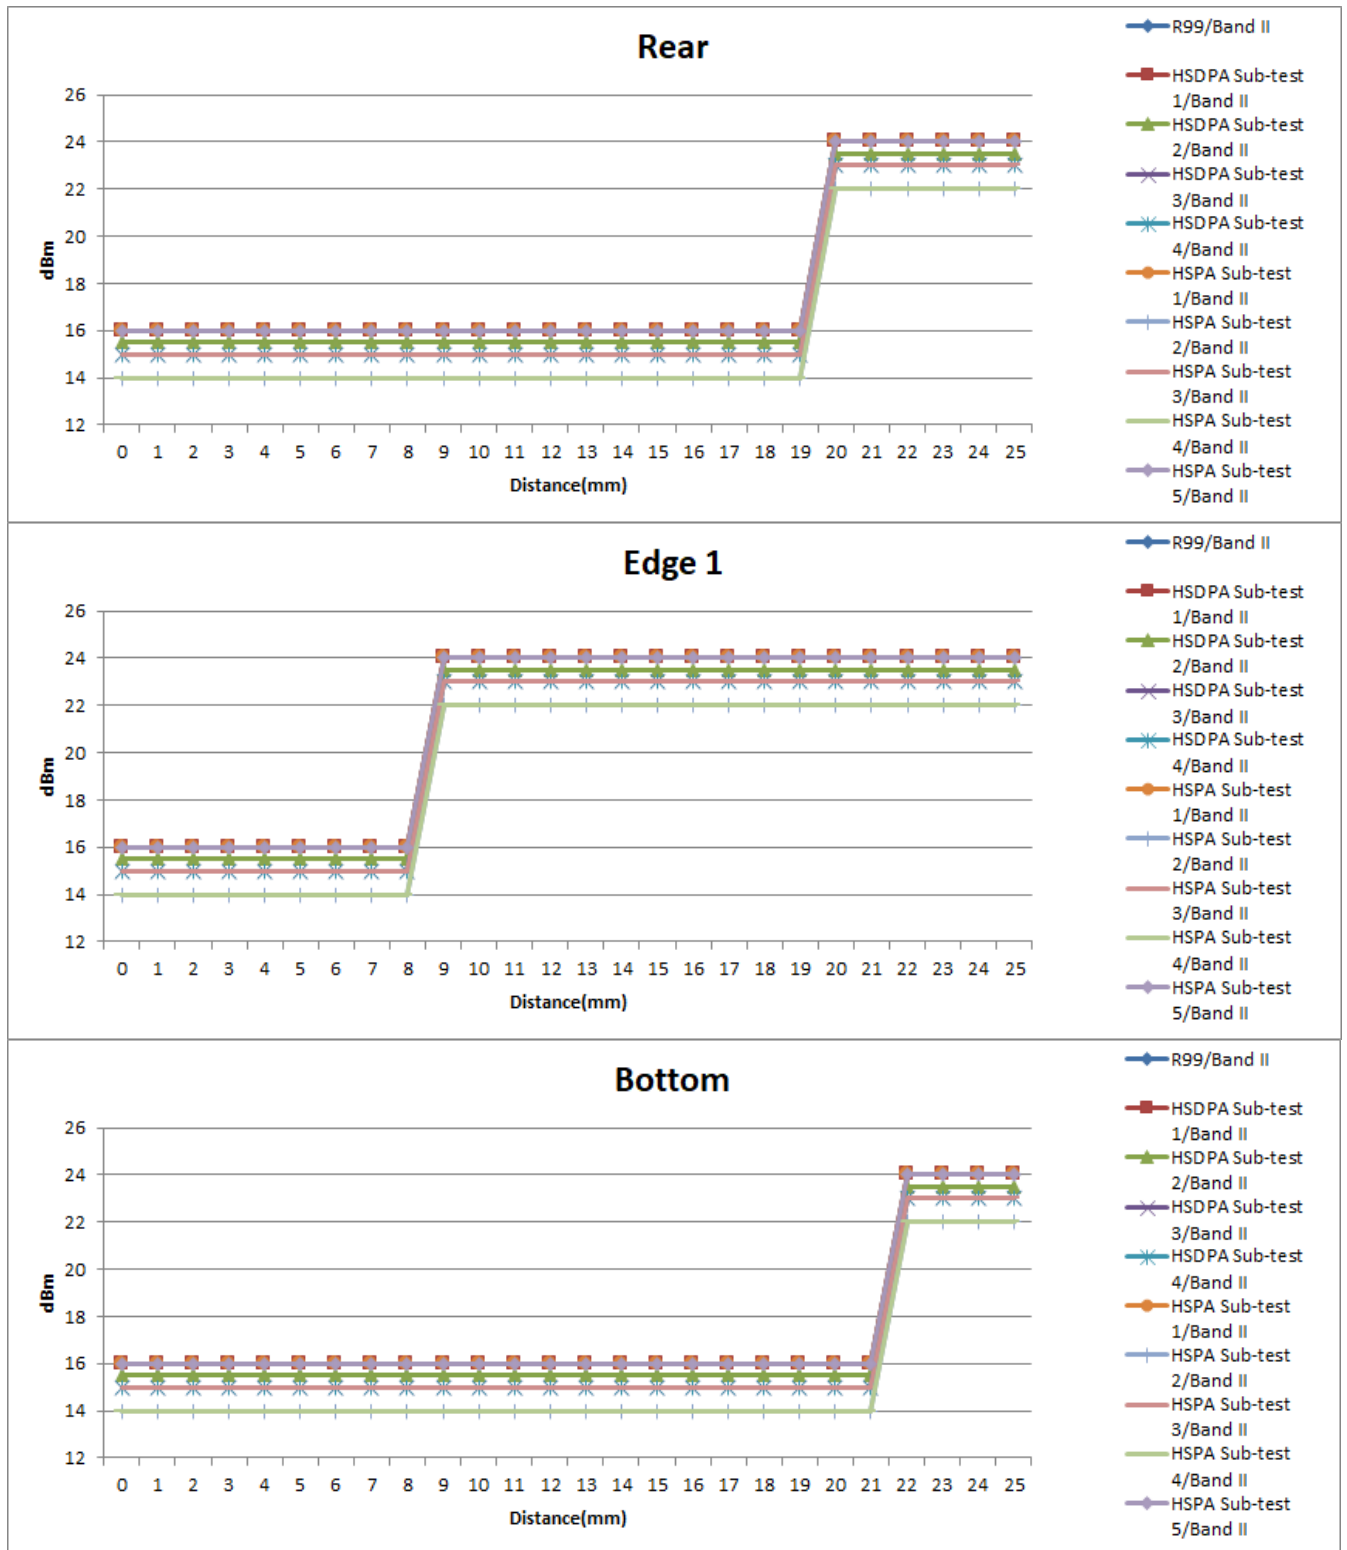 Rear
26
24
22
20
18
16
14
12
dBm
0 1 2 3 4 5 6 7 8 9 10 11 12 13 14 15 16 17 18 19 20 21 22 23 24 25
Distance(mm)
R99/Band II
HSDPA Sub-test
1/Band II
HSDPA Sub-test
2/Band II
HSDPA Sub-test
3/Band II
HSDPA Sub-test
4/Band II
HSPA Sub-test
1/Band II
HSPA Sub-test
2/Band II
HSPA Sub-test
3/Band II
HSPA Sub-test
4/Band II
HSPA Sub-test
5/Band II
Edge 1
26
24
22
20
18
16
14
12
dBm
0 1 2 3 4 5 6 7 8 9 10 11 12 13 14 15 16 17 18 19 20 21 22 23 24 25
Distance(mm)
R99/Band II
HSDPA Sub-test
1/Band II
HSDPA Sub-test
2/Band II
HSDPA Sub-test
3/Band II
HSDPA Sub-test
4/Band II
HSPA Sub-test
1/Band II
HSPA Sub-test
2/Band II
HSPA Sub-test
3/Band II
HSPA Sub-test
4/Band II
HSPA Sub-test
5/Band II
Bottom
26
24
22
20
18
16
14
12
dBm
0 1 2 3 4 5 6 7 8 9 10 11 12 13 14 15 16 17 18 19 20 21 22 23 24 25
Distance(mm)
R99/Band II
HSDPA Sub-test
1/Band II
HSDPA Sub-test
2/Band II
HSDPA Sub-test
3/Band II
HSDPA Sub-test
4/Band II
HSPA Sub-test
1/Band II
HSPA Sub-test
2/Band II
HSPA Sub-test
3/Band II
HSPA Sub-test
4/Band II
HSPA Sub-test
5/Band II